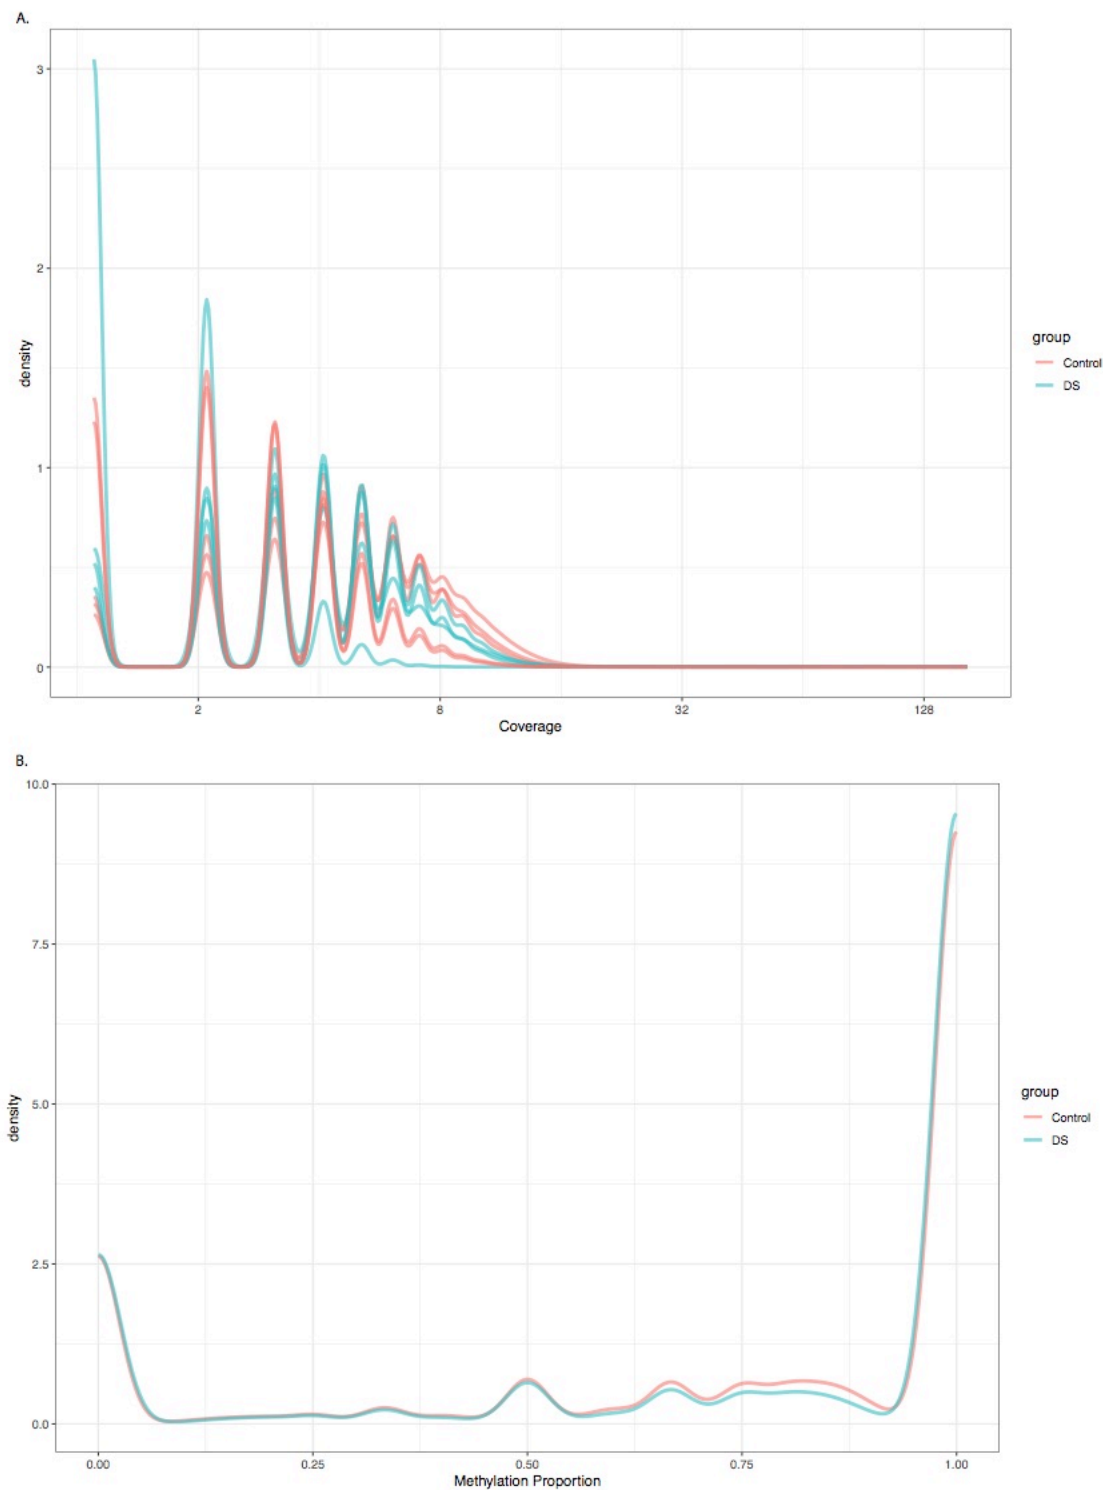 A.
3
2
1
0
density
2 8 32 128
Coverage
group
Control
DS
B.
10.0
7.5
5.0
2.5
0.0
density
0.00 0.25 0.50 0.75 1.00
Methylation Proportion
group
Control
DS